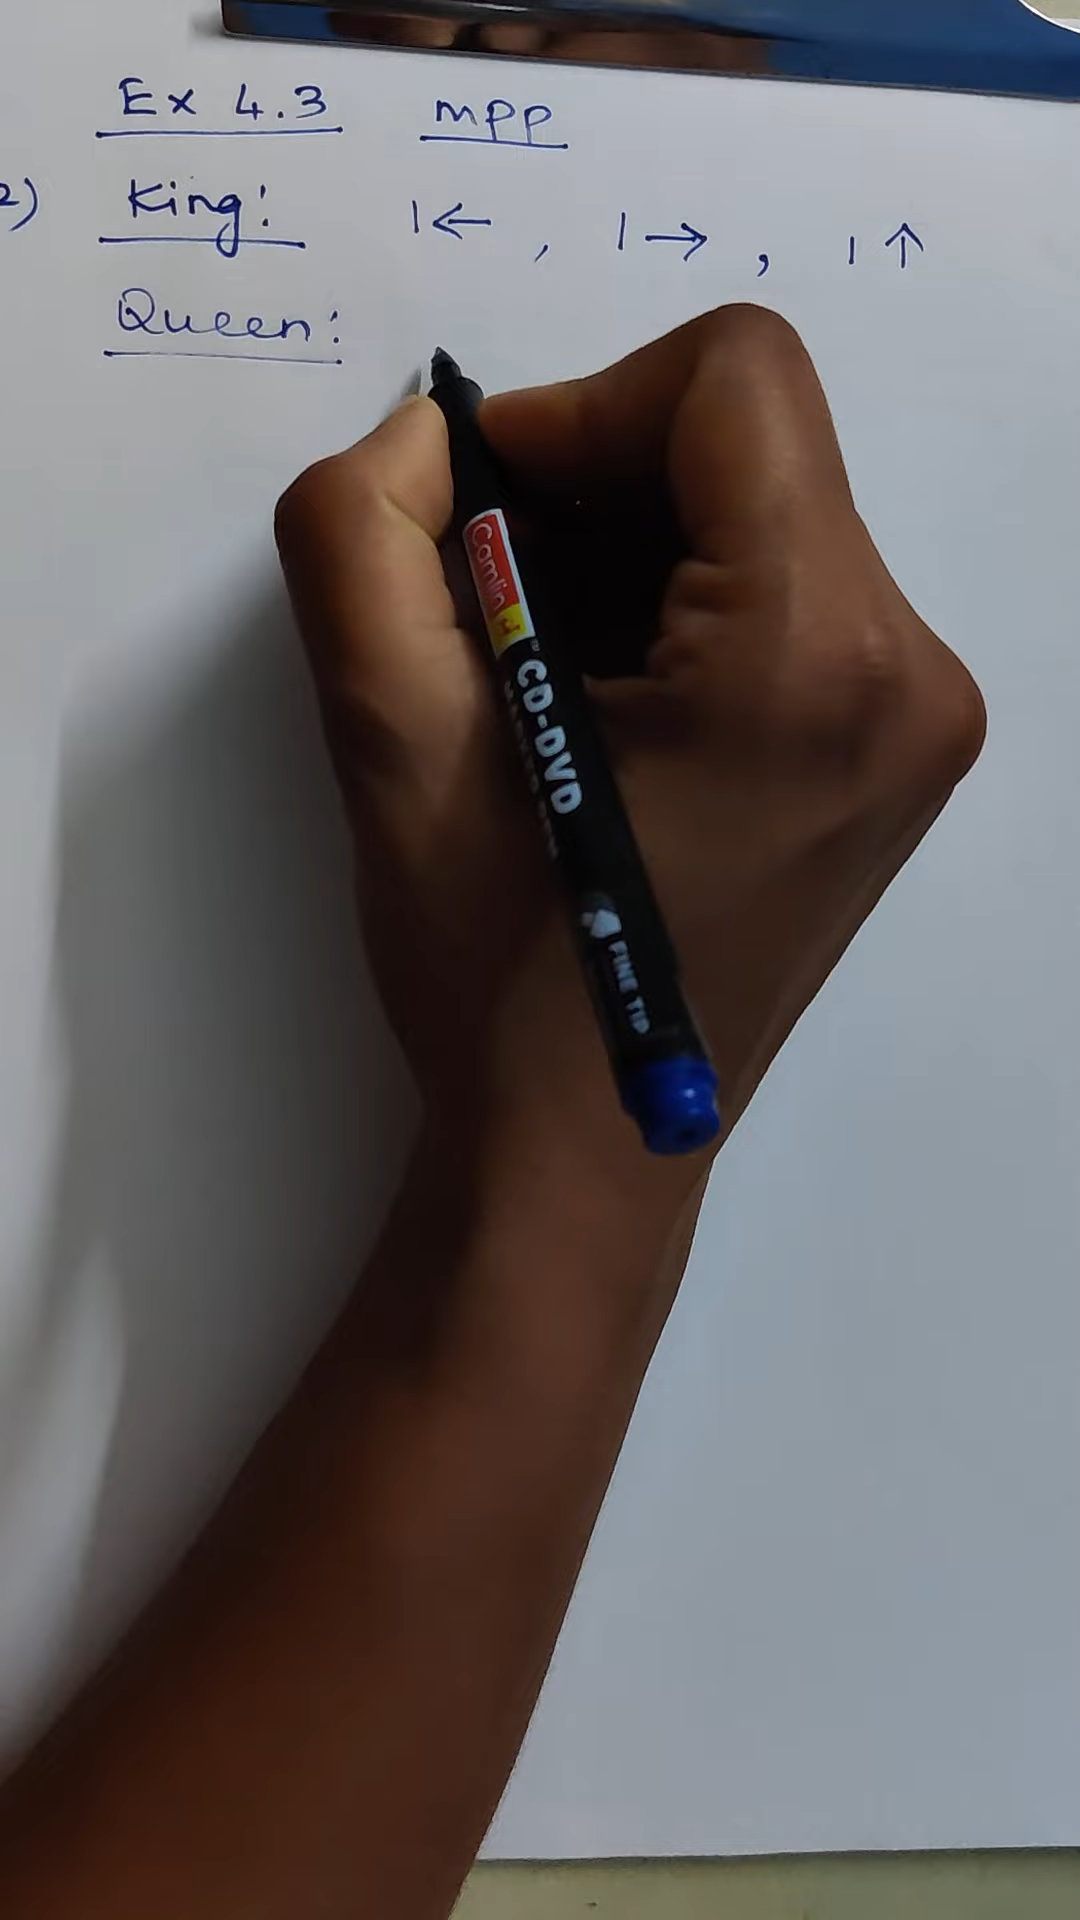 Ex 4.3 MPP
2) King: 1← , 1→ , 1↑
Queen:
Camlin
CD-DVD
FINE TIP